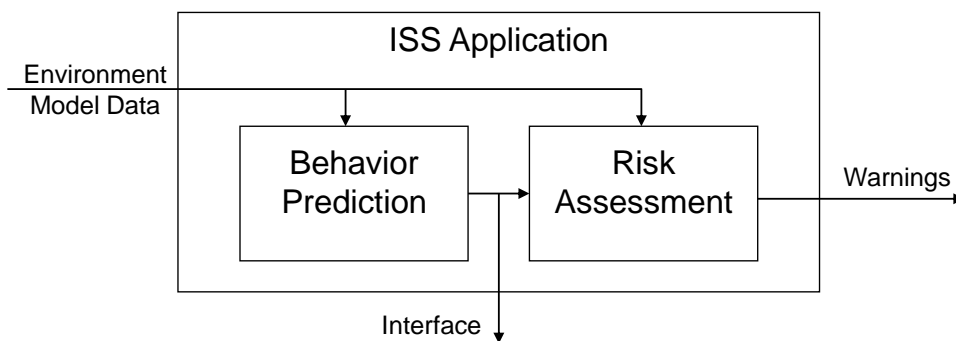 ISS Application
Environment
Model Data
Behavior
Prediction
Risk
Assessment
Warnings
Interface